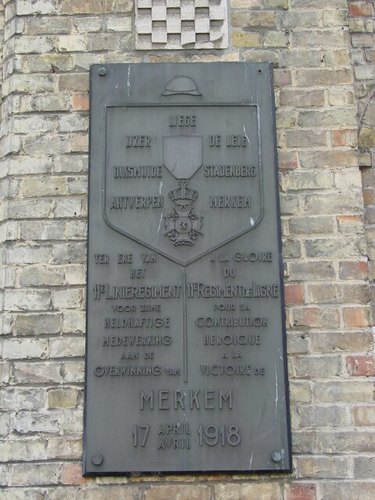 LIEGE
IJZER DE LEIE
DIKSMUIDE STADENBERG
ANTWERPEN MERKEM
TER ERE VAN A LA GLOIRE
HET DU
11E LINIEREGIMENT 11E REGIMENT DE LIGNE
VOOR ZIJNE POUR SA
HELDHAFTIGE CONTRIBUTION
MEDEWERKING HEROIQUE
AAN DE A LA
OVERWINNING VAN VICTOIRE DE
MERKEM
17 APRIL AVRIL 1918